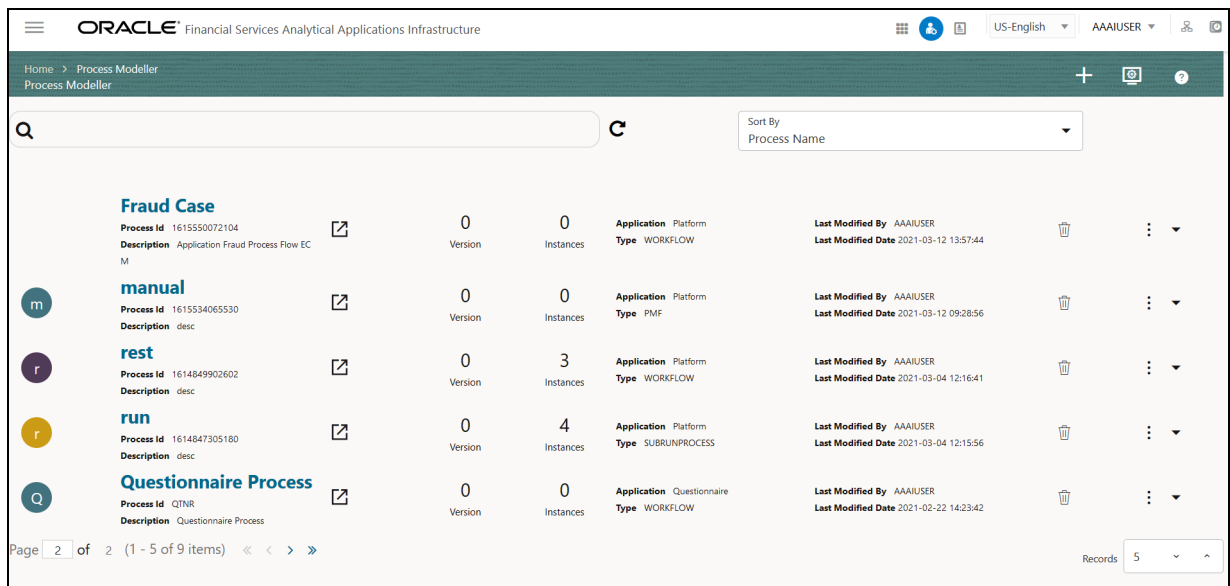 ORACLE® Financial Services Analytical Applications Infrastructure US-English AAAIUSER
Home > Process Modeller
Process Modeller
Sort By
Process Name
Fraud Case
Process Id 1615550072104
Description Application Fraud Process Flow EC
M
0 Version
0 Instances
Application Platform
Type WORKFLOW
Last Modified By AAAIUSER
Last Modified Date 2021-03-12 13:57:44
m
manual
Process Id 1615534065530
Description desc
0 Version
0 Instances
Application Platform
Type PMF
Last Modified By AAAIUSER
Last Modified Date 2021-03-12 09:28:56
r
rest
Process Id 1614849902602
Description desc
0 Version
3 Instances
Application Platform
Type WORKFLOW
Last Modified By AAAIUSER
Last Modified Date 2021-03-04 12:16:41
r
run
Process Id 1614847305180
Description desc
0 Version
4 Instances
Application Platform
Type SUBRUNPROCESS
Last Modified By AAAIUSER
Last Modified Date 2021-03-04 12:15:56
Q
Questionnaire Process
Process Id QTNR
Description Questionnaire Process
0 Version
0 Instances
Application Questionnaire
Type WORKFLOW
Last Modified By AAAIUSER
Last Modified Date 2021-02-22 14:23:42
Page 2 of 2 (1 - 5 of 9 items) « < > »
Records 5